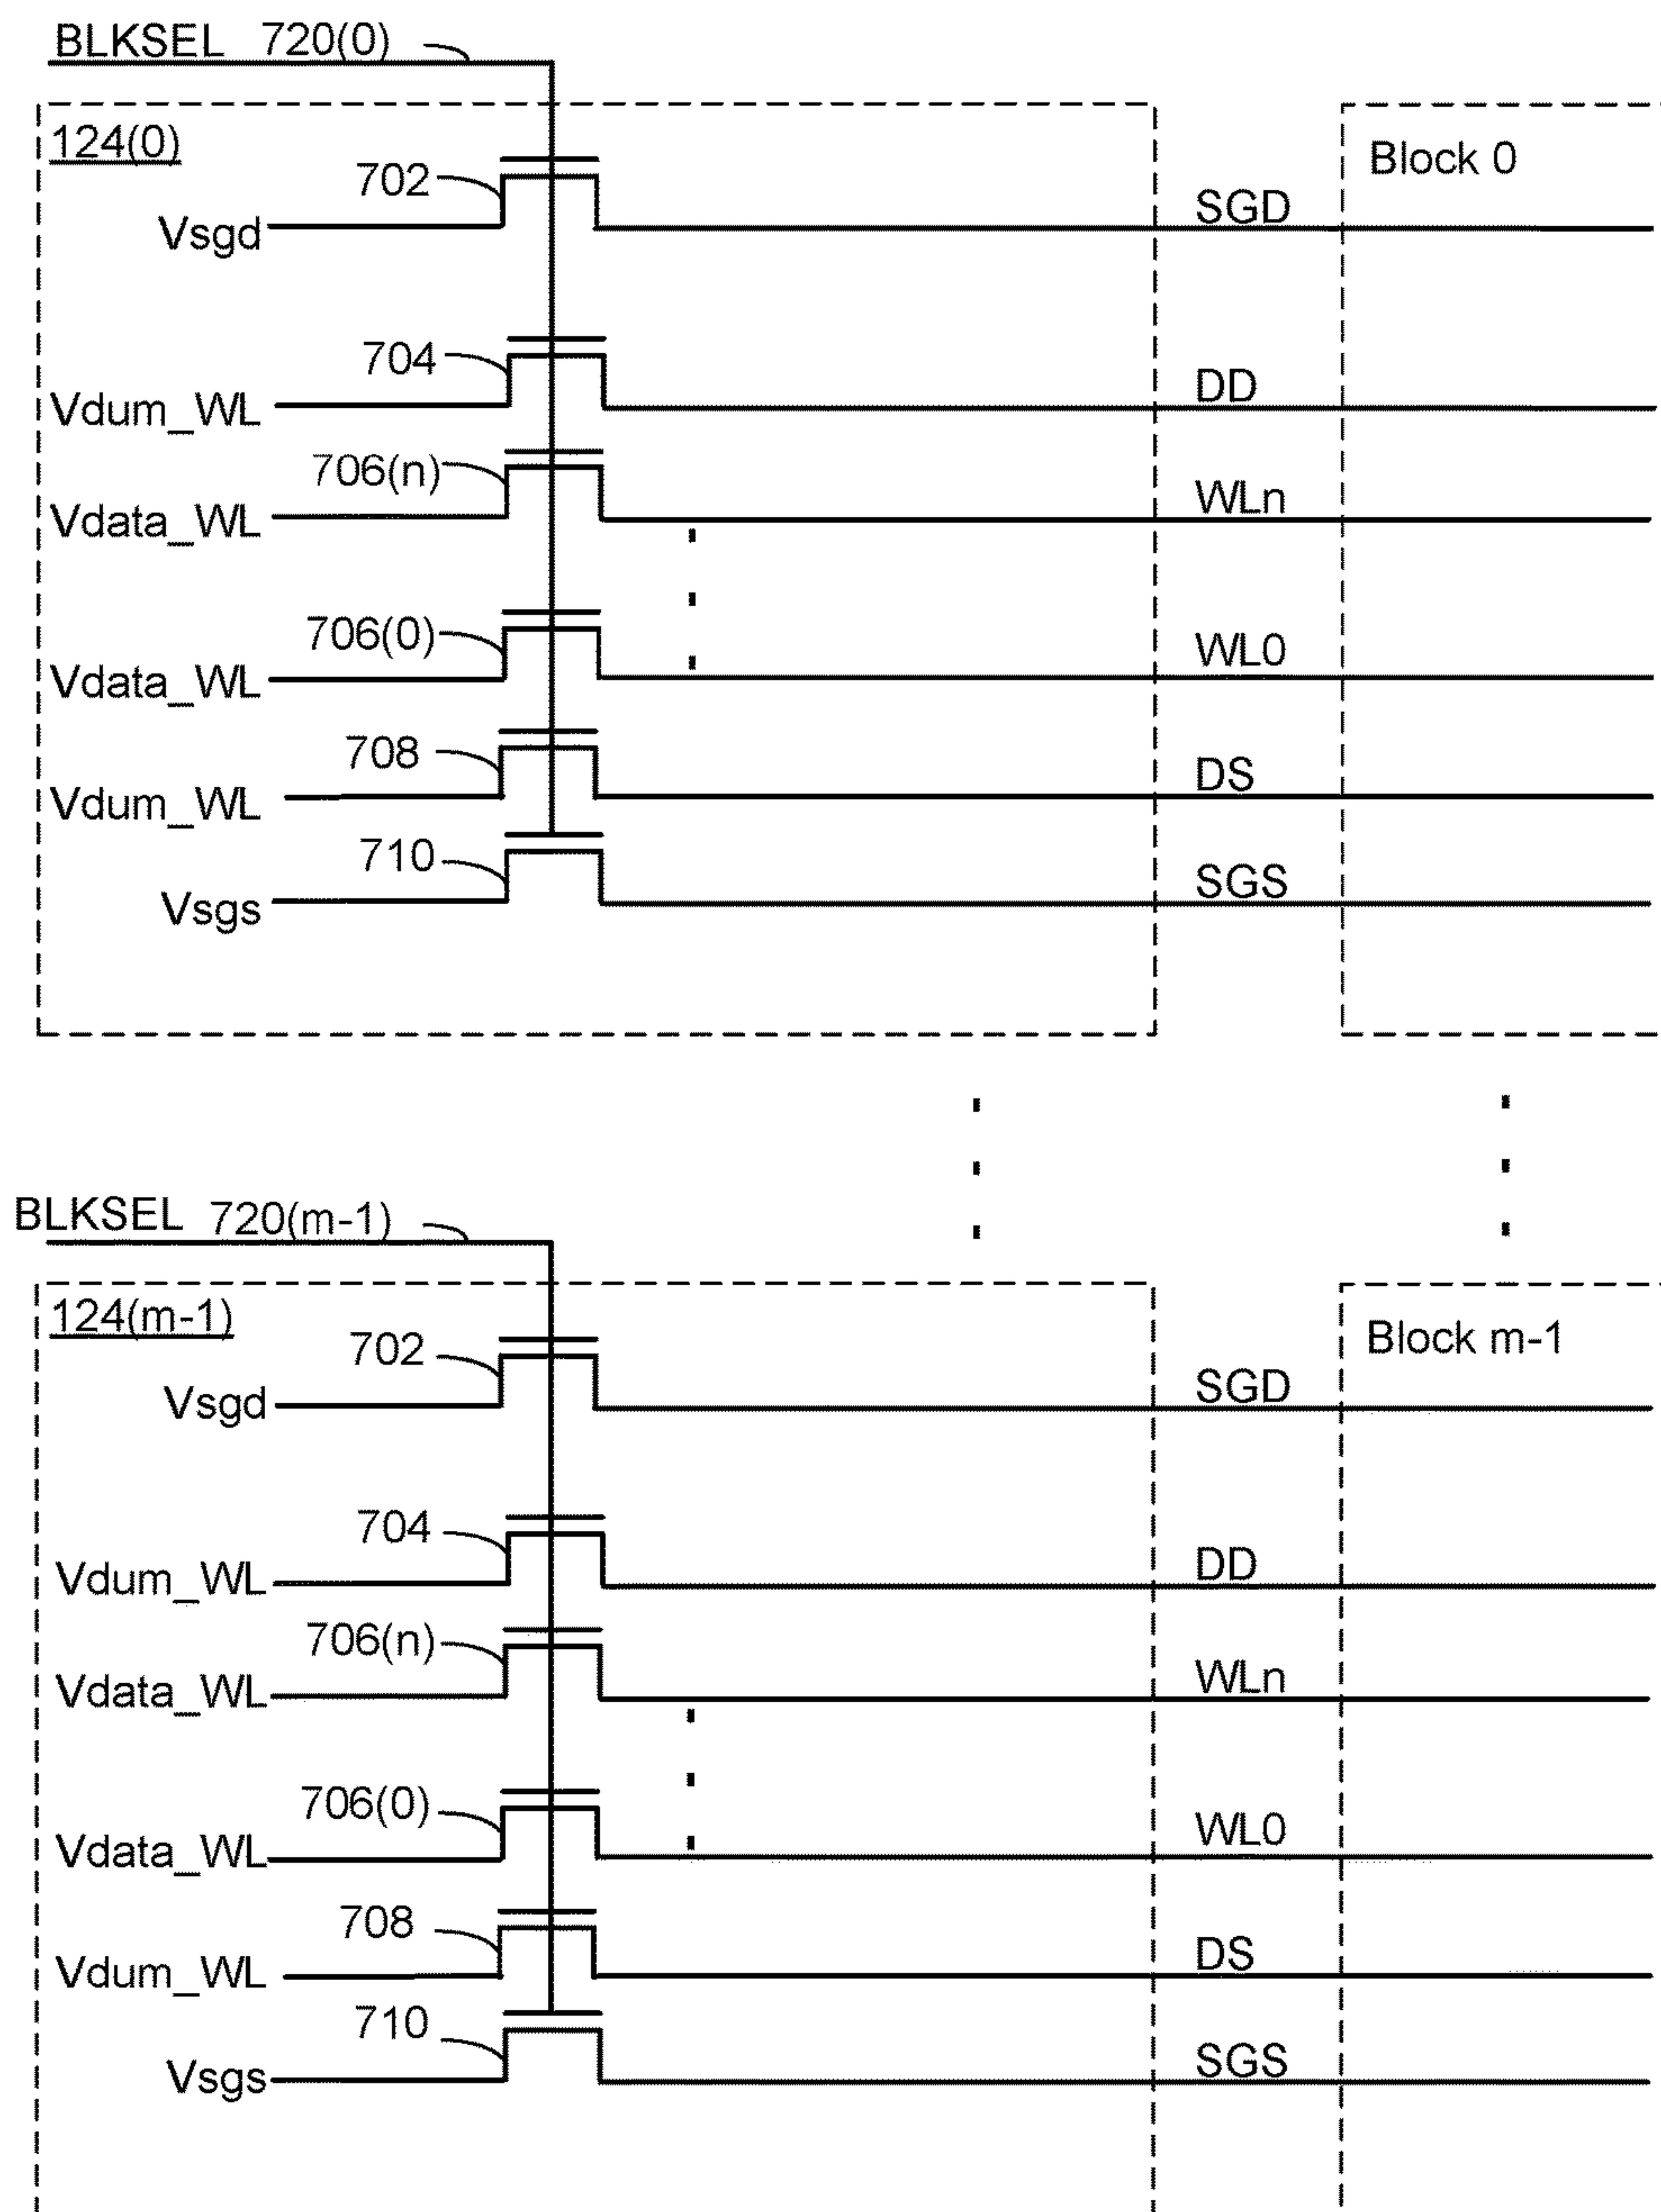 BLKSEL 720(0)
124(0)
Block 0
702
SGD
Vsgd
704
DD
Vdum_WL
706(n)
WLn
Vdata_WL
706(0)
WL0
Vdata_WL
708
DS
Vdum_WL
710
SGS
Vsgs
BLKSEL 720(m-1)
124(m-1)
Block m-1
702
SGD
Vsgd
704
DD
Vdum_WL
706(n)
WLn
Vdata_WL
706(0)
WL0
Vdata_WL
708
DS
Vdum_WL
710
SGS
Vsgs